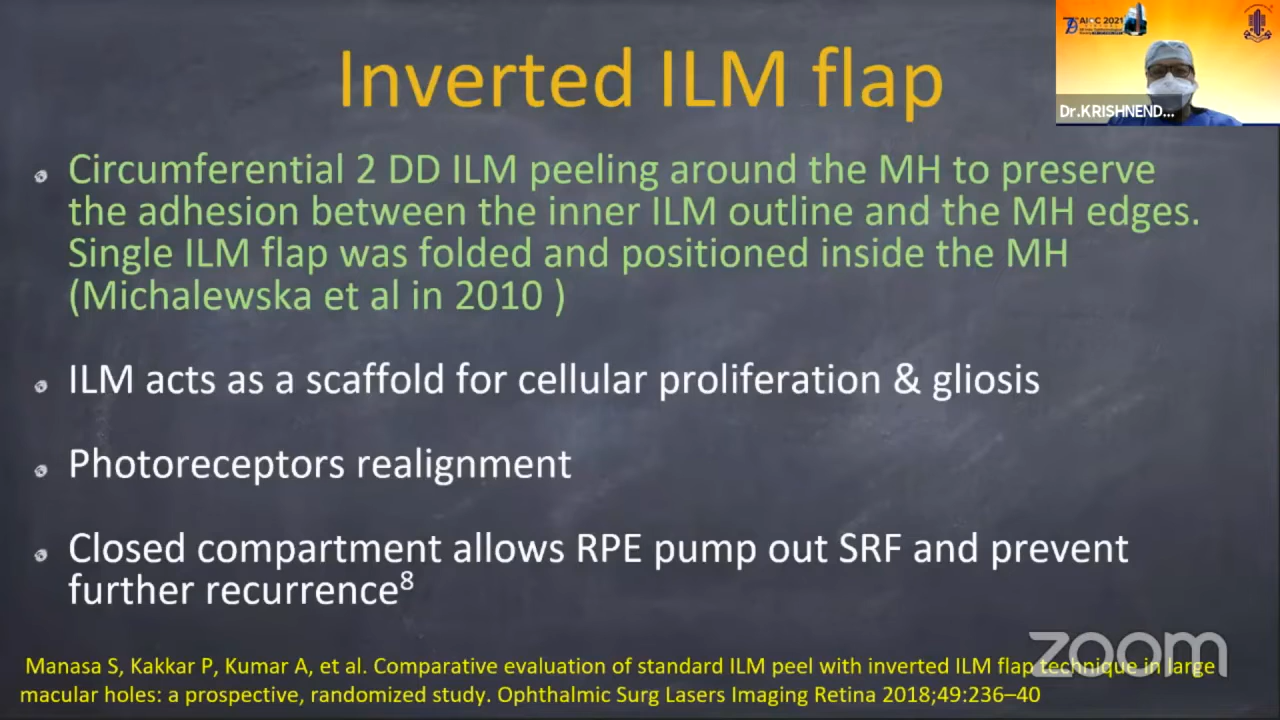 Inverted ILM flap
AIOC 2021
Dr.KRISHNEND...
Circumferential 2 DD ILM peeling around the MH to preserve
the adhesion between the inner ILM outline and the MH edges.
Single ILM flap was folded and positioned inside the MH
(Michalewska et al in 2010 )
ILM acts as a scaffold for cellular proliferation & gliosis
Photoreceptors realignment
Closed compartment allows RPE pump out SRF and prevent
further recurrence8
zoom
Manasa S, Kakkar P, Kumar A, et al. Comparative evaluation of standard ILM peel with inverted ILM flap technique in large
macular holes: a prospective, randomized study. Ophthalmic Surg Lasers Imaging Retina 2018;49:236–40